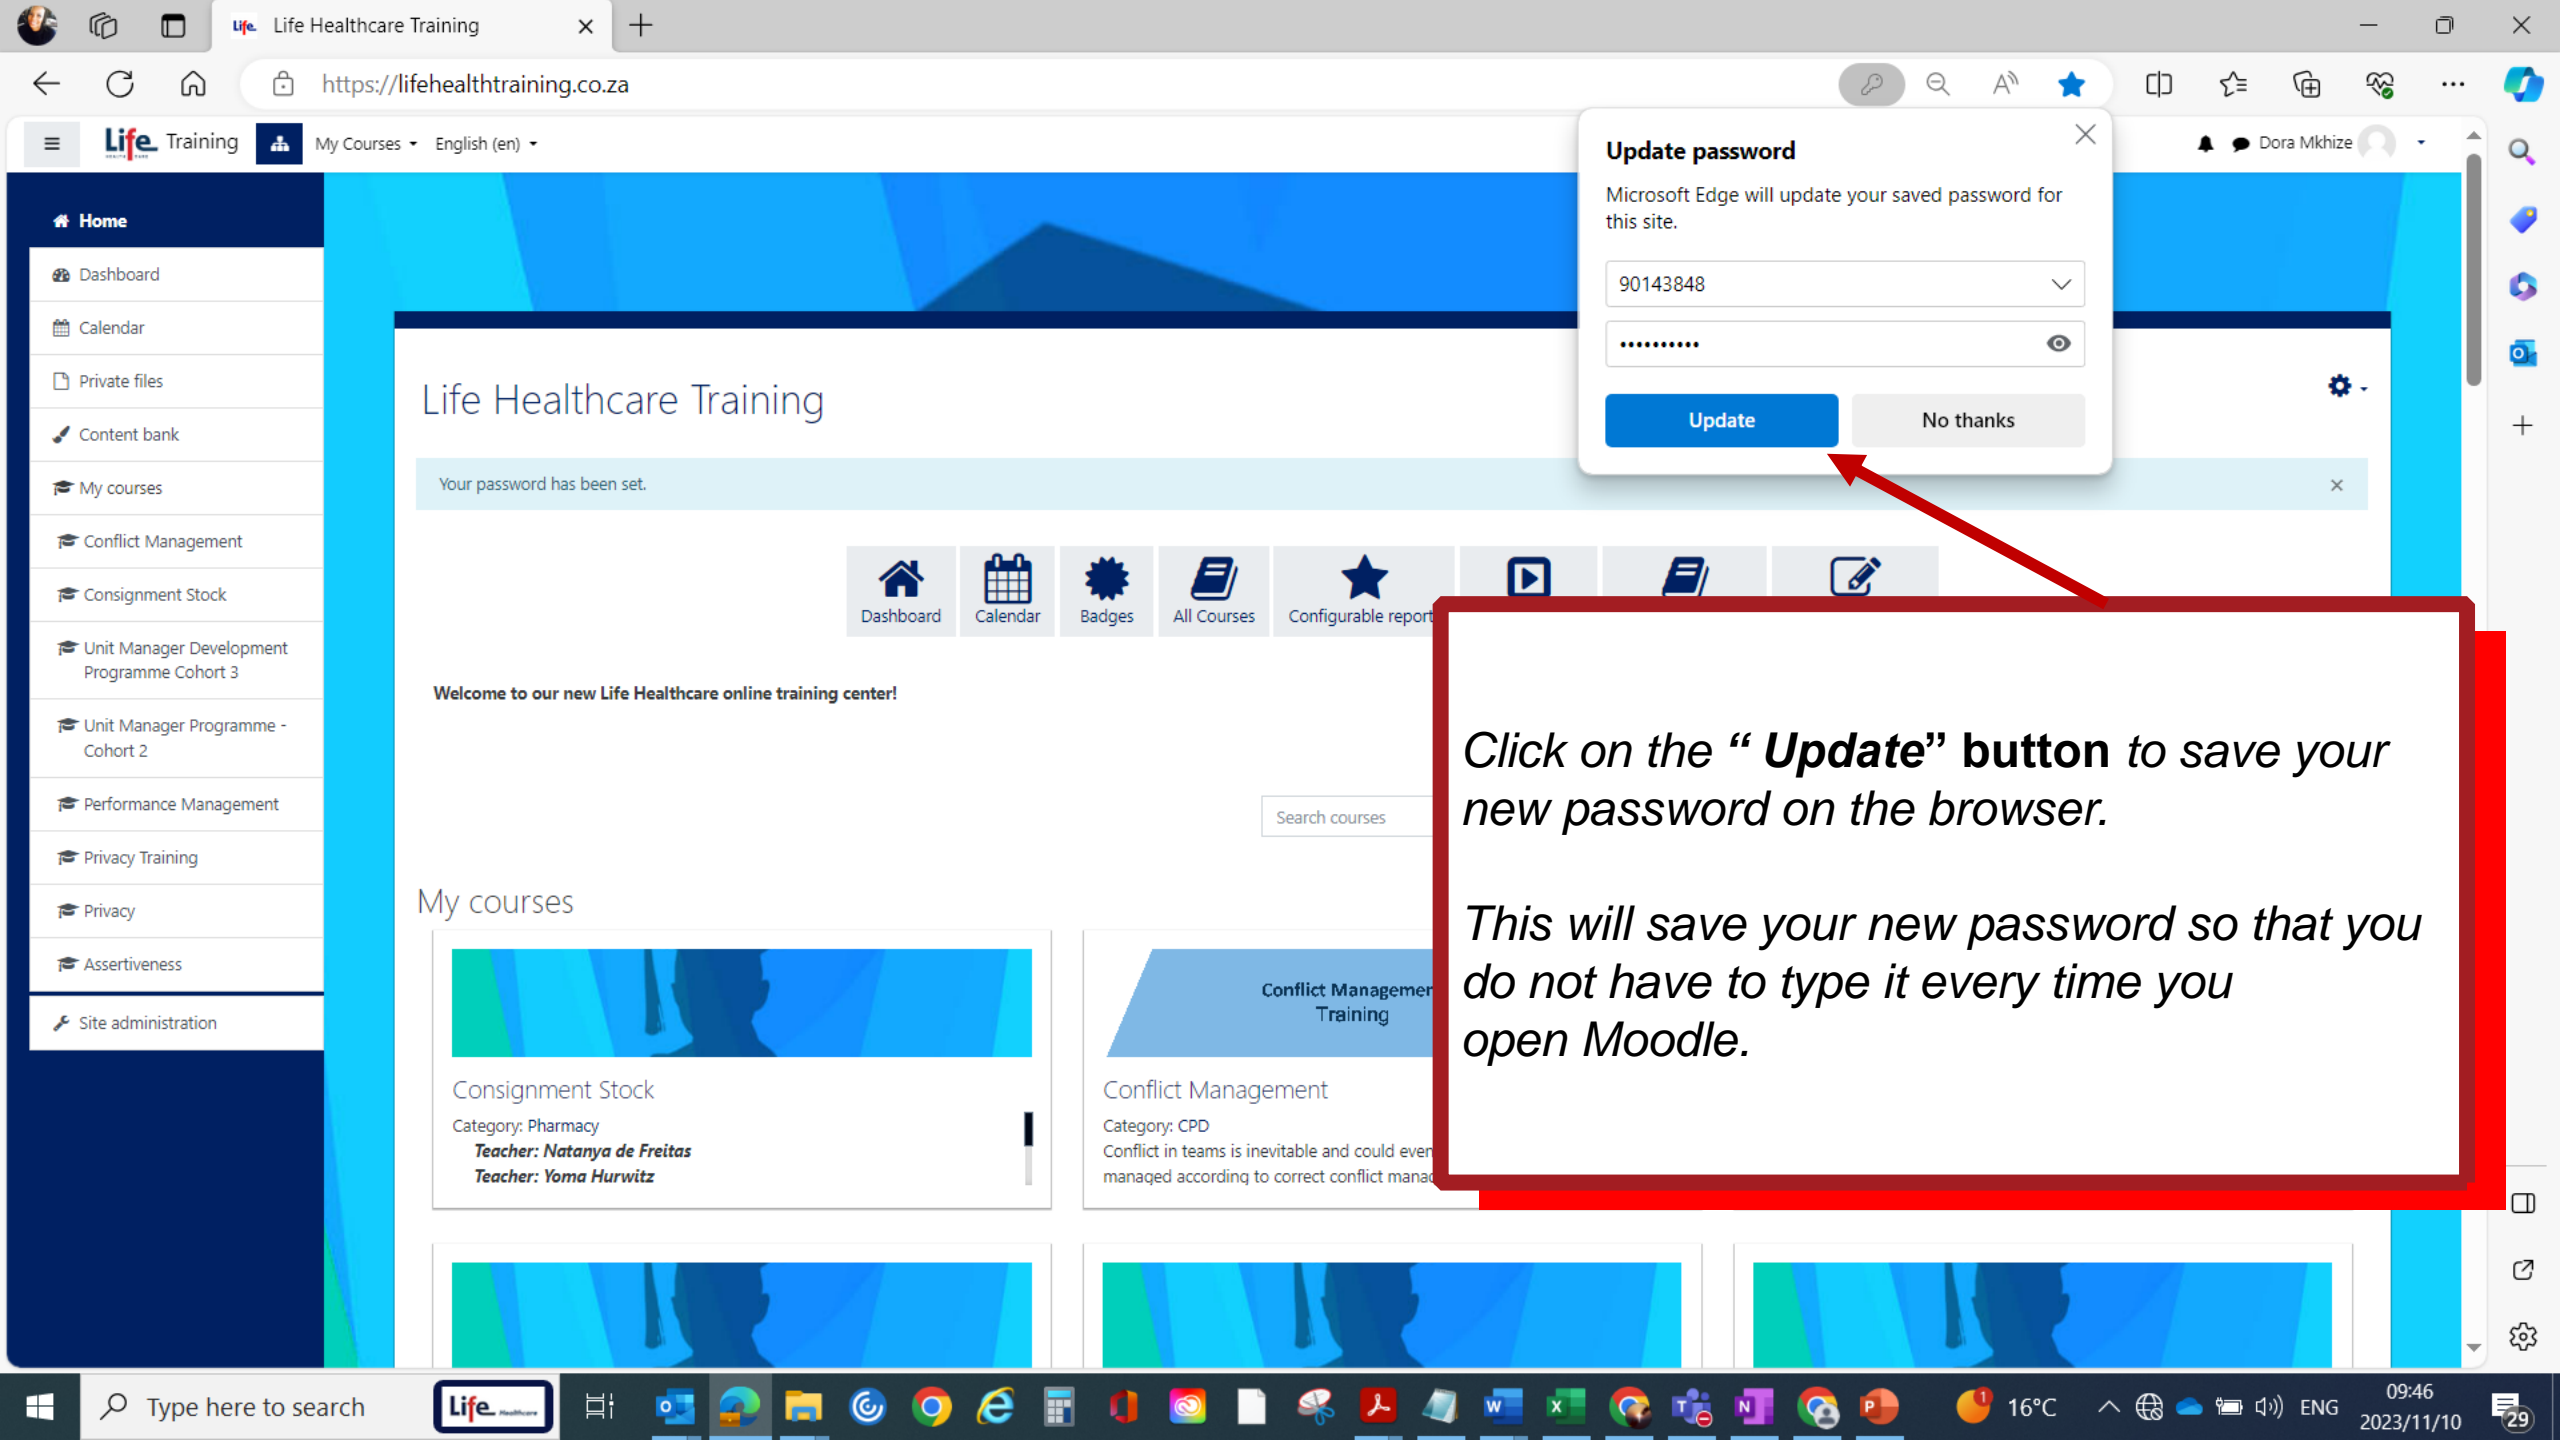 Life Healthcare Training
https://lifehealthtraining.co.za
Life Training
My Courses
English (en)
Dora Mkhize
Update password
Microsoft Edge will update your saved password for
this site.
90143848
••••••••••
Update
No thanks
Home
Dashboard
Calendar
Private files
Content bank
My courses
Conflict Management
Consignment Stock
Unit Manager Development
Programme Cohort 3
Unit Manager Programme -
Cohort 2
Performance Management
Privacy Training
Privacy
Assertiveness
Site administration
Life Healthcare Training
Your password has been set.
Dashboard
Calendar
Badges
All Courses
Configurable report
Welcome to our new Life Healthcare online training center!
Search courses
My courses
Consignment Stock
Category: Pharmacy
Teacher: Natanya de Freitas
Teacher: Yoma Hurwitz
Conflict Managemen
Training
Conflict Management
Category: CPD
Conflict in teams is inevitable and could even
managed according to correct conflict mana
Click on the “ Update” button to save your
new password on the browser.
This will save your new password so that you
do not have to type it every time you
open Moodle.
Type here to search
Life
16°C
ENG
09:46
2023/11/10
29